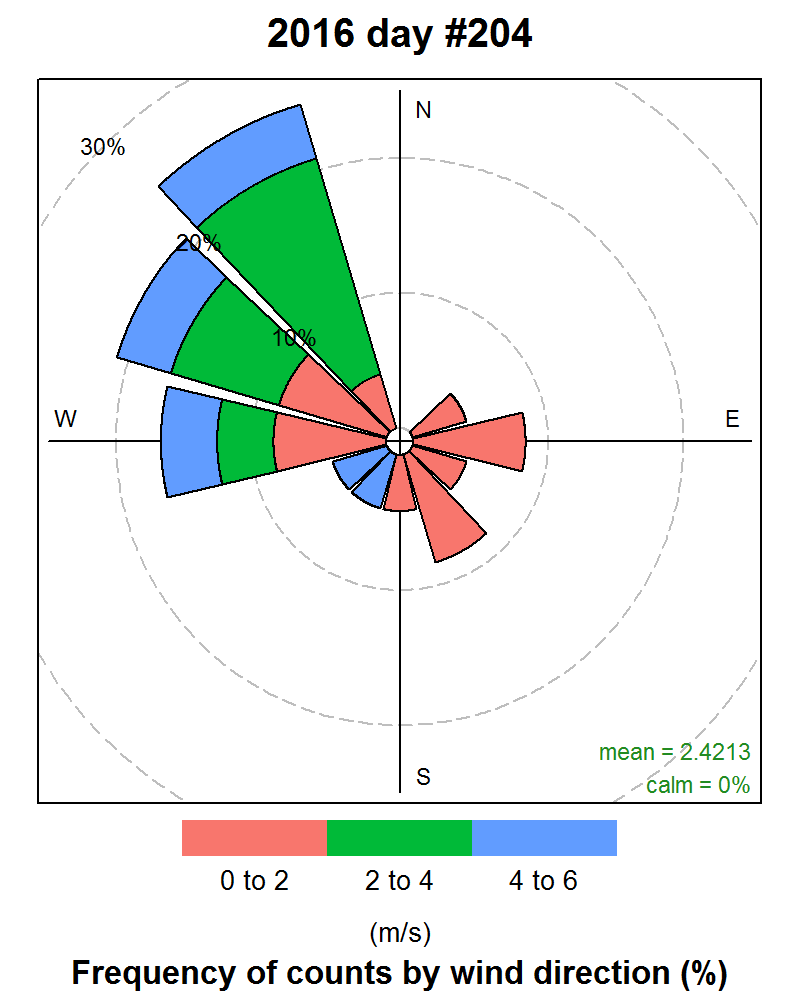 2016 day #204
N
30%
20%
10%
W
E
S
mean = 2.4213
calm = 0%
0 to 2
2 to 4
4 to 6
(m/s)
Frequency of counts by wind direction (%)